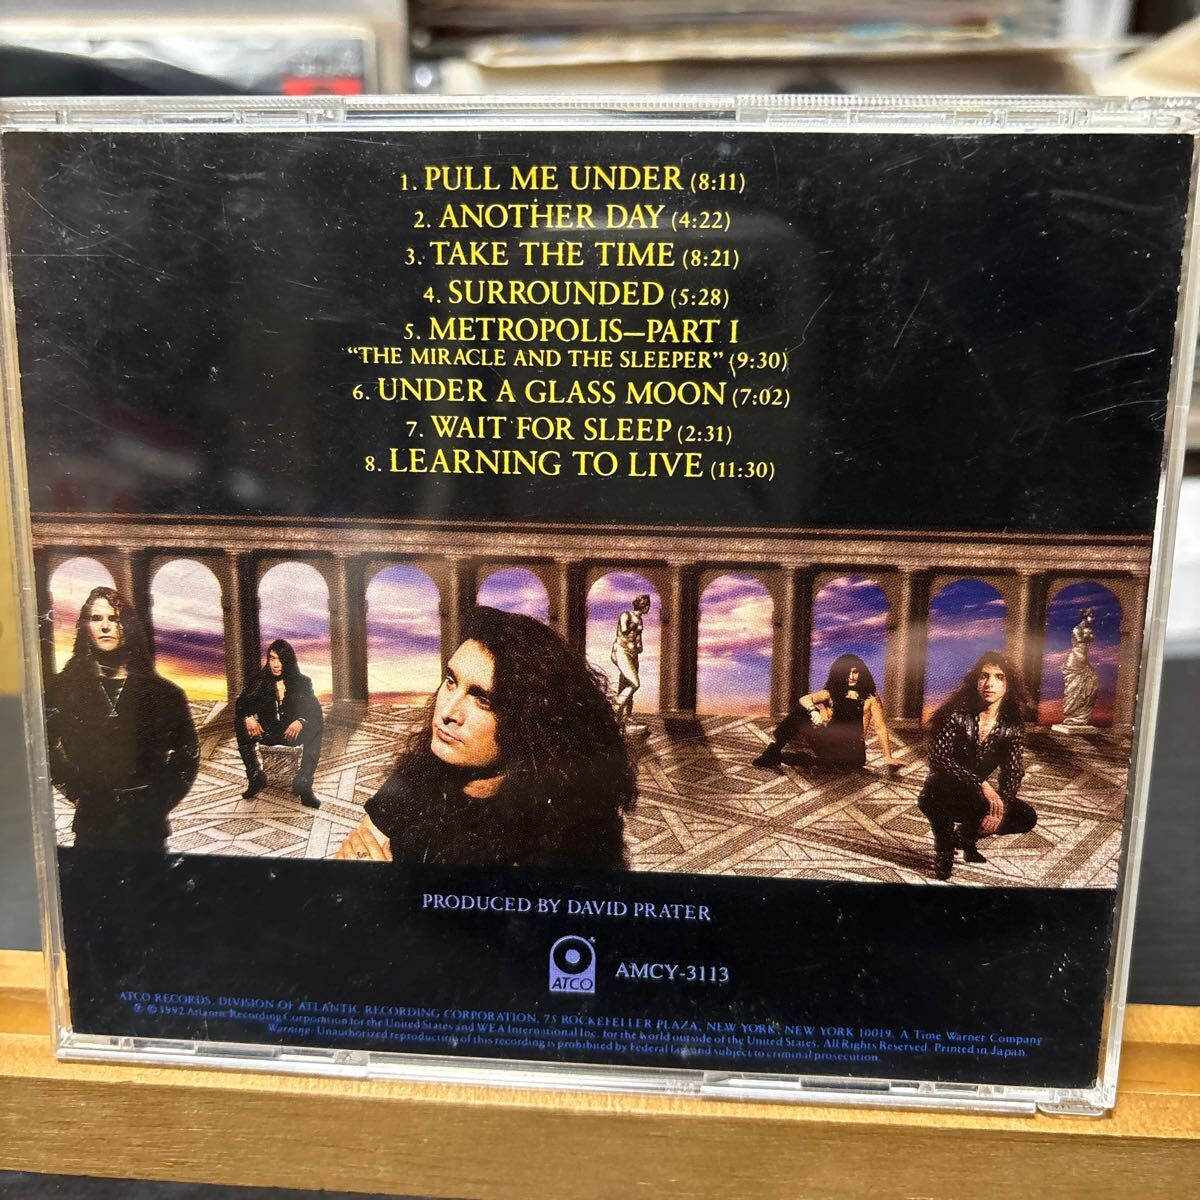 1. PULL ME UNDER (8:11)
2. ANOTHER DAY (4:22)
3. TAKE THE TIME (8:21)
4. SURROUNDED (5:28)
5. METROPOLIS—PART I
"THE MIRACLE AND THE SLEEPER" (9:30)
6. UNDER A GLASS MOON (7:02)
7. WAIT FOR SLEEP (2:31)
8. LEARNING TO LIVE (11:30)
PRODUCED BY DAVID PRATER
ATCO
AMCY-3113
ATCO RECORDS, DIVISION OF ATLANTIC RECORDING CORPORATION, 75 ROCKEFELLER PLAZA, NEW YORK, NEW YORK 10019. A Time Warner Company
℗ © 1992 Atlantic Recording Corporation for the United States and WEA International Inc. for the world outside of the United States. All Rights Reserved. Printed in Japan.
Warning: Unauthorized reproduction of this recording is prohibited by Federal law and subject to criminal prosecution.